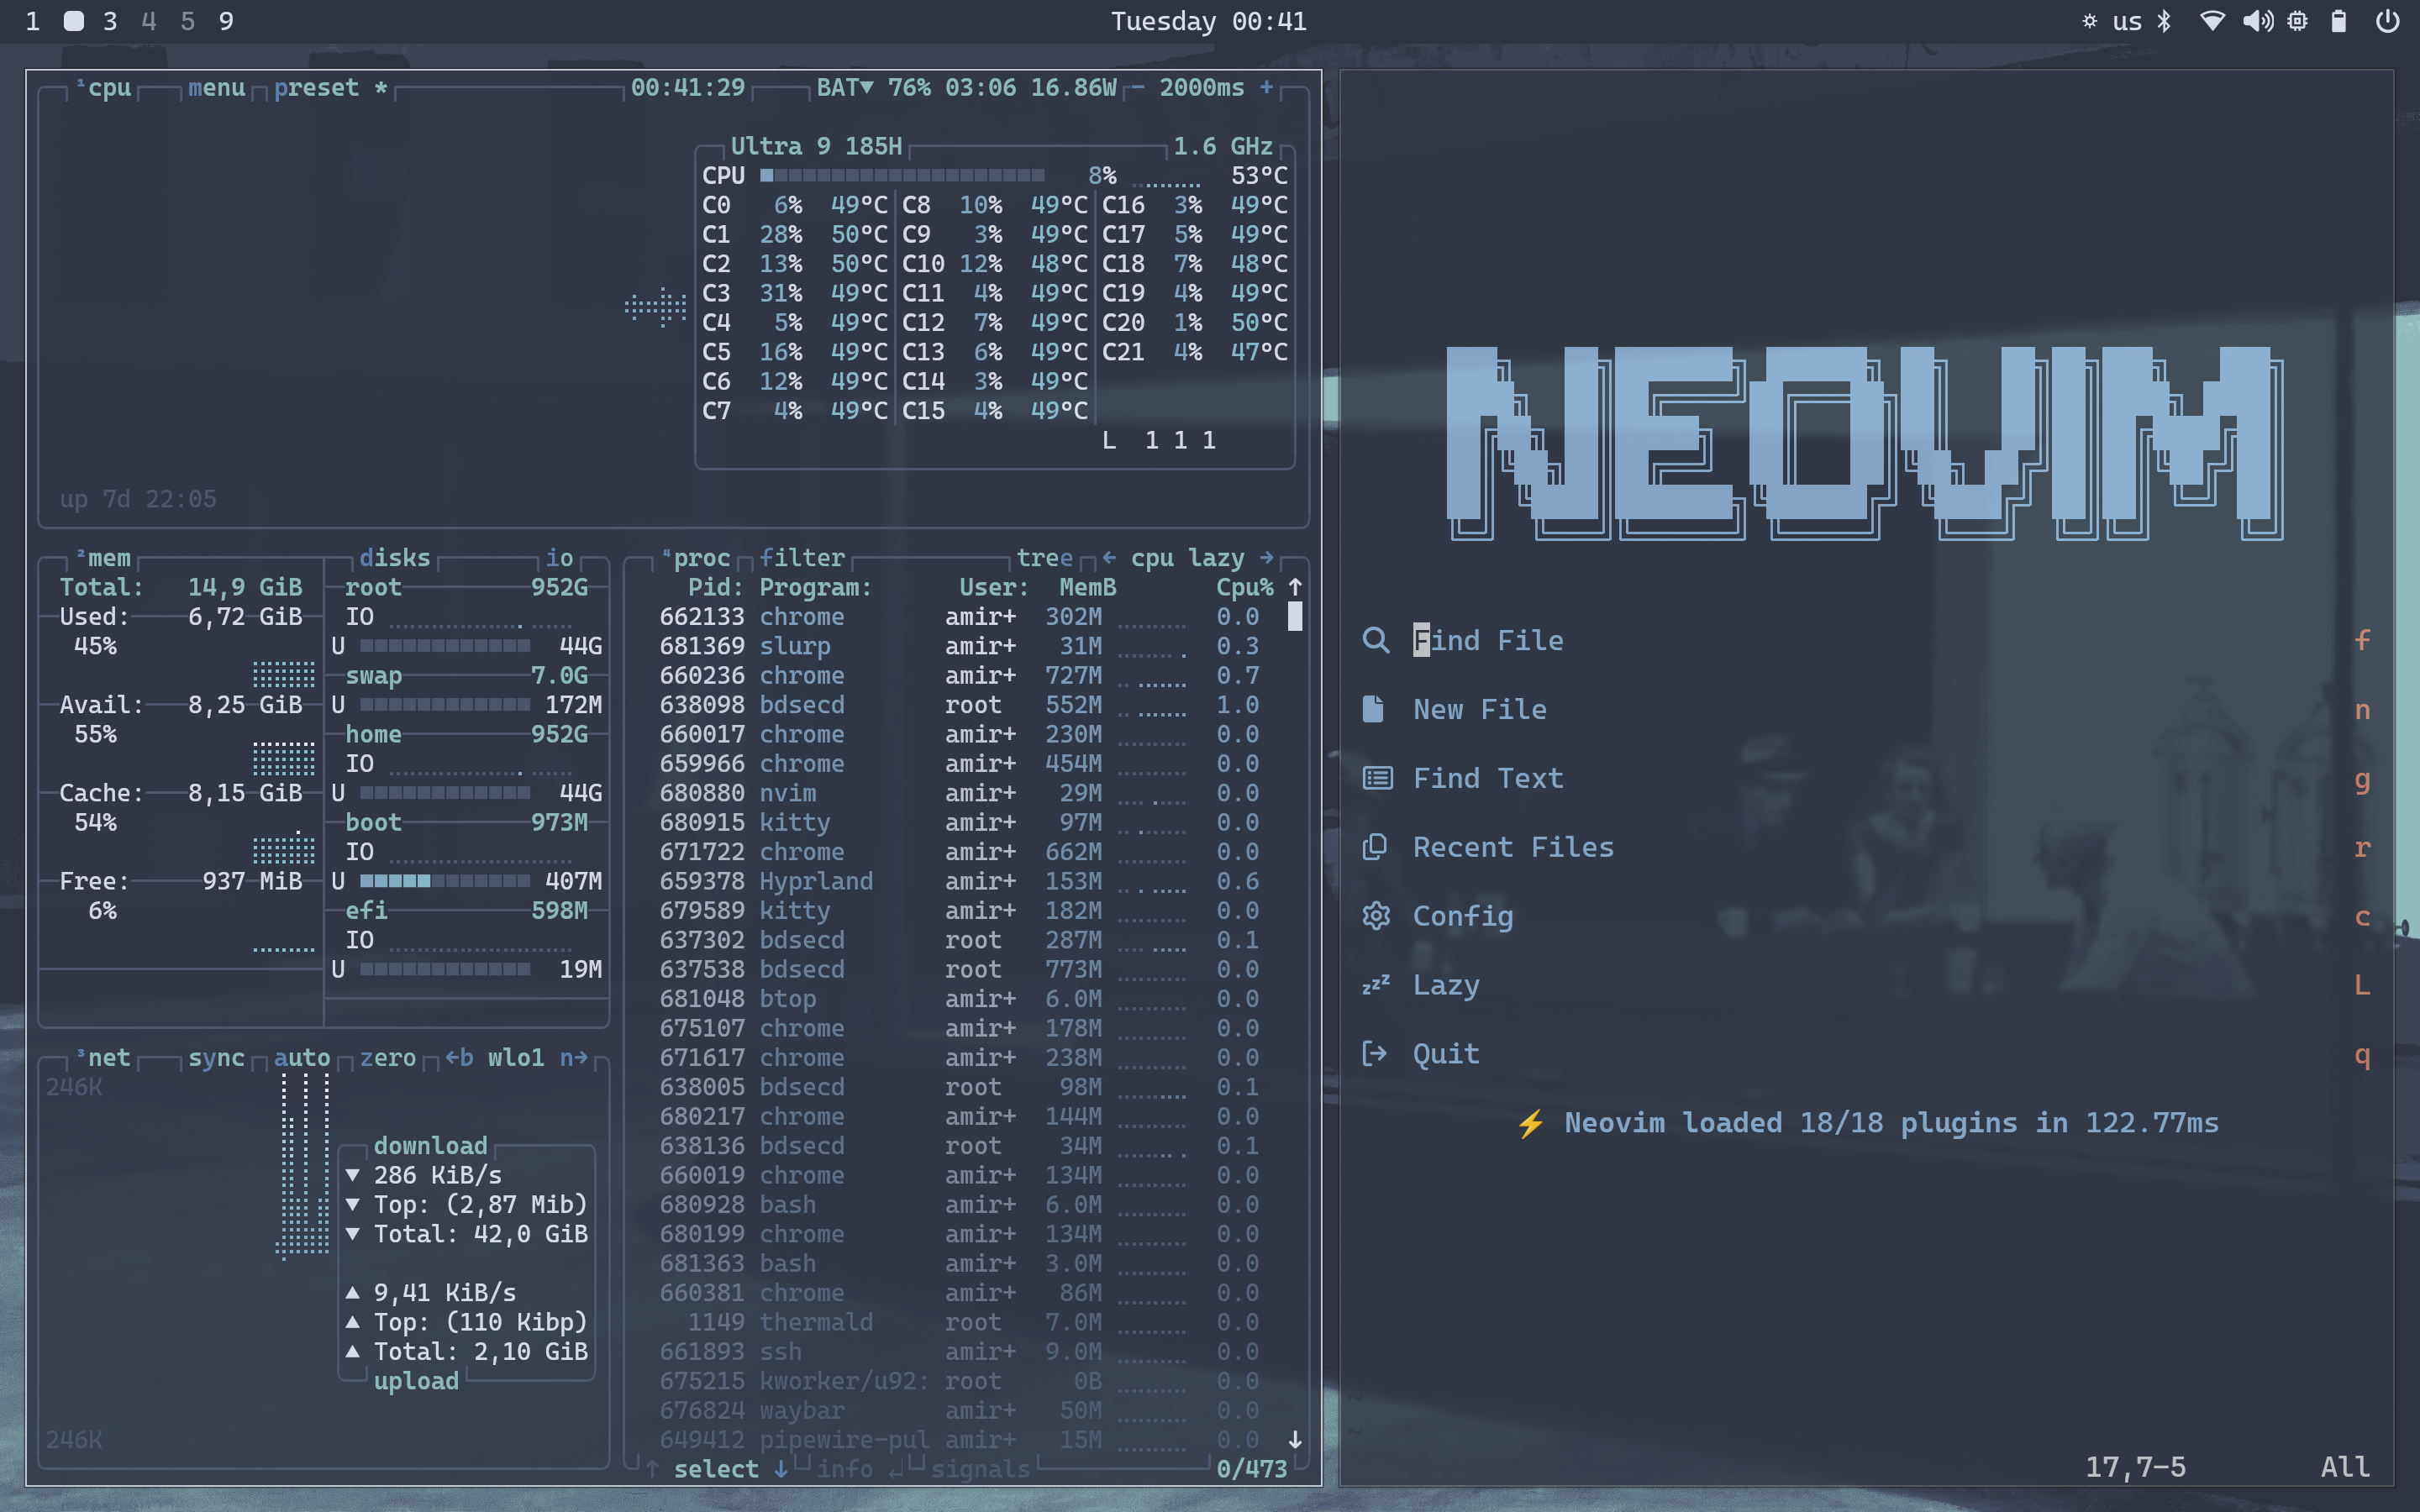 1 3 4 5 9
Tuesday 00:41
us
¹cpu menu preset * 00:41:29 BAT▼ 76% 03:06 16.86W - 2000ms +
Ultra 9 185H 1.6 GHz
CPU 8% 53°C
C0 6% 49°C C8 10% 49°C C16 3% 49°C
C1 28% 50°C C9 3% 49°C C17 5% 49°C
C2 13% 50°C C10 12% 48°C C18 7% 48°C
C3 31% 49°C C11 4% 49°C C19 4% 49°C
C4 5% 49°C C12 7% 49°C C20 1% 50°C
C5 16% 49°C C13 6% 49°C C21 4% 47°C
C6 12% 49°C C14 3% 49°C
C7 4% 49°C C15 4% 49°C
L 1 1 1
up 7d 22:05
²mem
Total: 14,9 GiB
Used: 6,72 GiB
45%
Avail: 8,25 GiB
55%
Cache: 8,15 GiB
54%
Free: 937 MiB
6%
disks io
root 952G
IO
U 44G
swap 7.0G
U 172M
home 952G
IO
U 44G
boot 973M
IO
U 407M
efi 598M
IO
U 19M
³net sync auto zero ←b wlo1 n→
246K
download
▼ 286 KiB/s
▼ Top: (2,87 Mib)
▼ Total: 42,0 GiB
▲ 9,41 KiB/s
▲ Top: (110 Kibp)
▲ Total: 2,10 GiB
upload
246K
⁴proc filter tree ← cpu lazy →
Pid: Program: User: MemB Cpu% ↑
662133 chrome amir+ 302M 0.0
681369 slurp amir+ 31M 0.3
660236 chrome amir+ 727M 0.7
638098 bdsecd root 552M 1.0
660017 chrome amir+ 230M 0.0
659966 chrome amir+ 454M 0.0
680880 nvim amir+ 29M 0.0
680915 kitty amir+ 97M 0.0
671722 chrome amir+ 662M 0.0
659378 Hyprland amir+ 153M 0.6
679589 kitty amir+ 182M 0.0
637302 bdsecd root 287M 0.1
637538 bdsecd root 773M 0.0
681048 btop amir+ 6.0M 0.0
675107 chrome amir+ 178M 0.0
671617 chrome amir+ 238M 0.0
638005 bdsecd root 98M 0.1
680217 chrome amir+ 144M 0.0
638136 bdsecd root 34M 0.1
660019 chrome amir+ 134M 0.0
680928 bash amir+ 6.0M 0.0
680199 chrome amir+ 134M 0.0
681363 bash amir+ 3.0M 0.0
660381 chrome amir+ 86M 0.0
1149 thermald root 7.0M 0.0
661893 ssh amir+ 9.0M 0.0
675215 kworker/u92: root 0B 0.0
676824 waybar amir+ 50M 0.0
649412 pipewire-pul amir+ 15M 0.0 ↓
↑ select ↓ info ↵ signals 0/473
NEOVIM
Find File f
New File n
Find Text g
Recent Files r
Config c
Lazy L
Quit q
⚡ Neovim loaded 18/18 plugins in 122.77ms
17,7-5 All